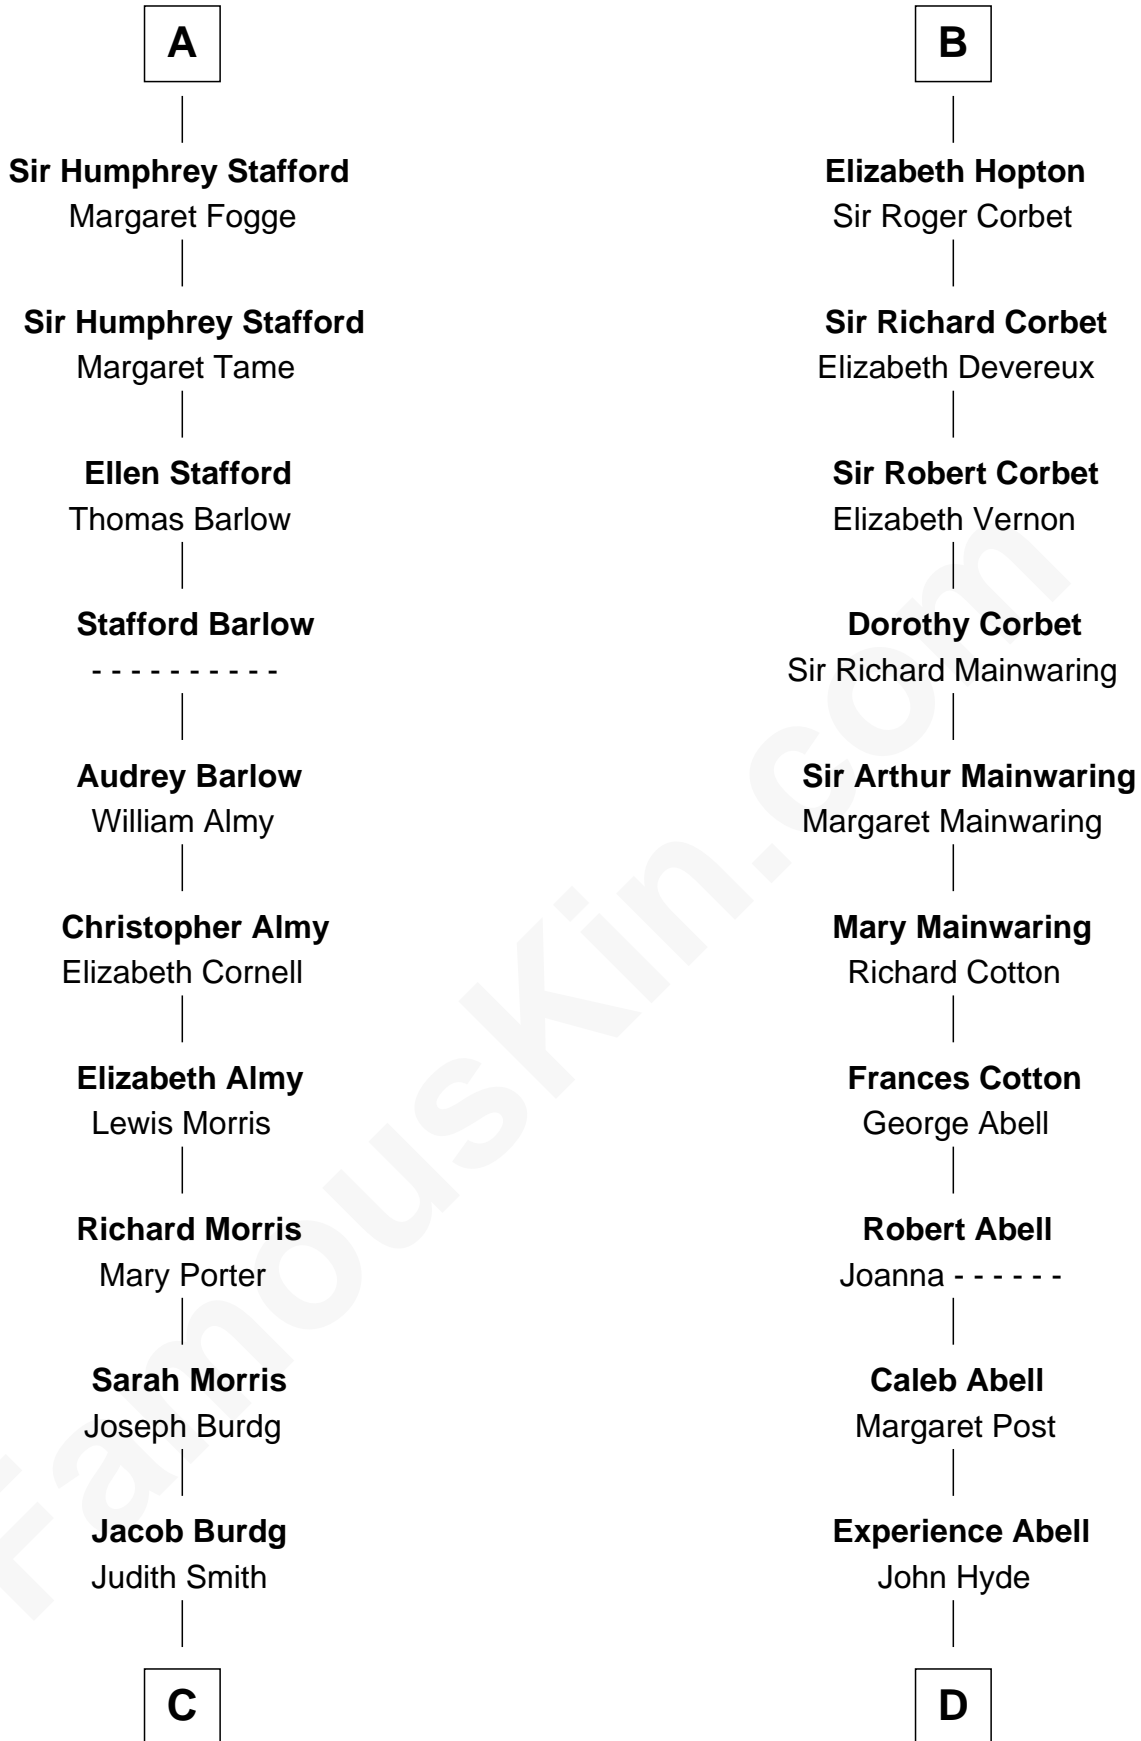 A
Sir Humphrey Stafford
Margaret Fogge
Sir Humphrey Stafford
Margaret Tame
Ellen Stafford
Thomas Barlow
Stafford Barlow
- - - - - - - - - -
Audrey Barlow
William Almy
Christopher Almy
Elizabeth Cornell
Elizabeth Almy
Lewis Morris
Richard Morris
Mary Porter
Sarah Morris
Joseph Burdg
Jacob Burdg
Judith Smith
C
B
Elizabeth Hopton
Sir Roger Corbet
Sir Richard Corbet
Elizabeth Devereux
Sir Robert Corbet
Elizabeth Vernon
Dorothy Corbet
Sir Richard Mainwaring
Sir Arthur Mainwaring
Margaret Mainwaring
Mary Mainwaring
Richard Cotton
Frances Cotton
George Abell
Robert Abell
Joanna - - - - - -
Caleb Abell
Margaret Post
Experience Abell
John Hyde
D
FamousKin.com